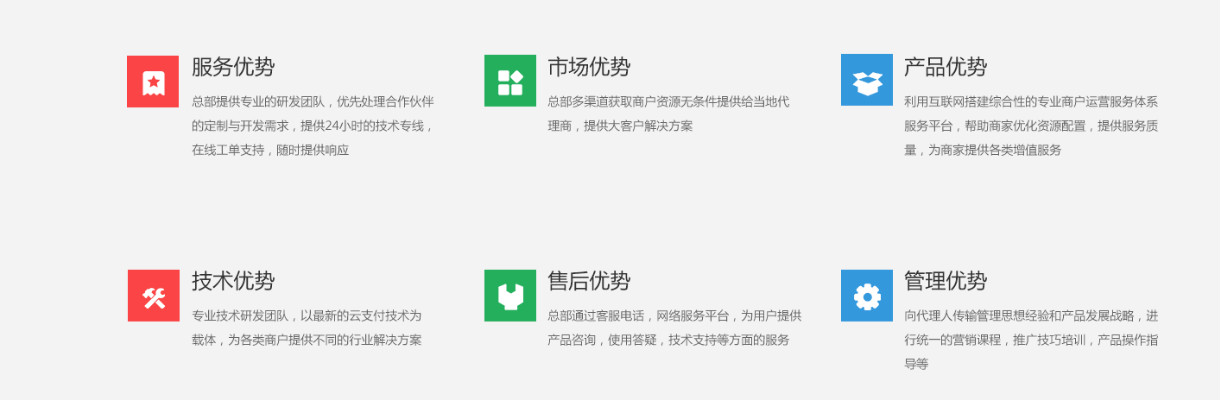 服务优势
总部提供专业的研发团队，优先处理合作伙伴
的定制与开发需求，提供24小时的技术专线，
在线工单支持，随时提供响应
市场优势
总部多渠道获取商户资源无条件提供给当地代
理商，提供大客户解决方案
产品优势
利用互联网搭建综合性的专业商户运营服务体系
服务平台，帮助商家优化资源配置，提供服务质
量，为商家提供各类增值服务
技术优势
专业技术研发团队，以最新的云支付技术为
载体，为各类商户提供不同的行业解决方案
售后优势
总部通过客服电话，网络服务平台，为用户提供
产品咨询，使用答疑，技术支持等方面的服务
管理优势
向代理人传输管理思想经验和产品发展战略，进
行统一的营销课程，推广技巧培训，产品操作指
导等